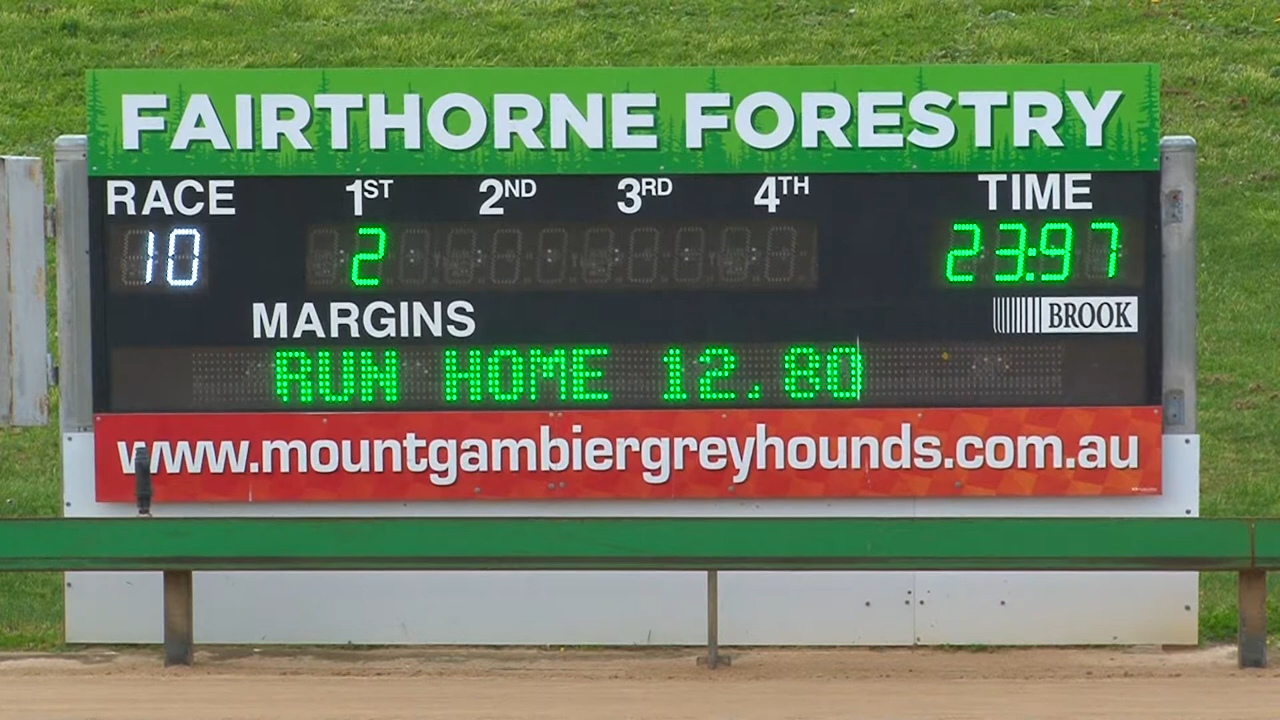 FAIRTHORNE FORESTRY
RACE 1ST 2ND 3RD 4TH TIME
10 2 23:97
MARGINS BROOK
RUN HOME 12.80
www.mountgambiergreyhounds.com.au